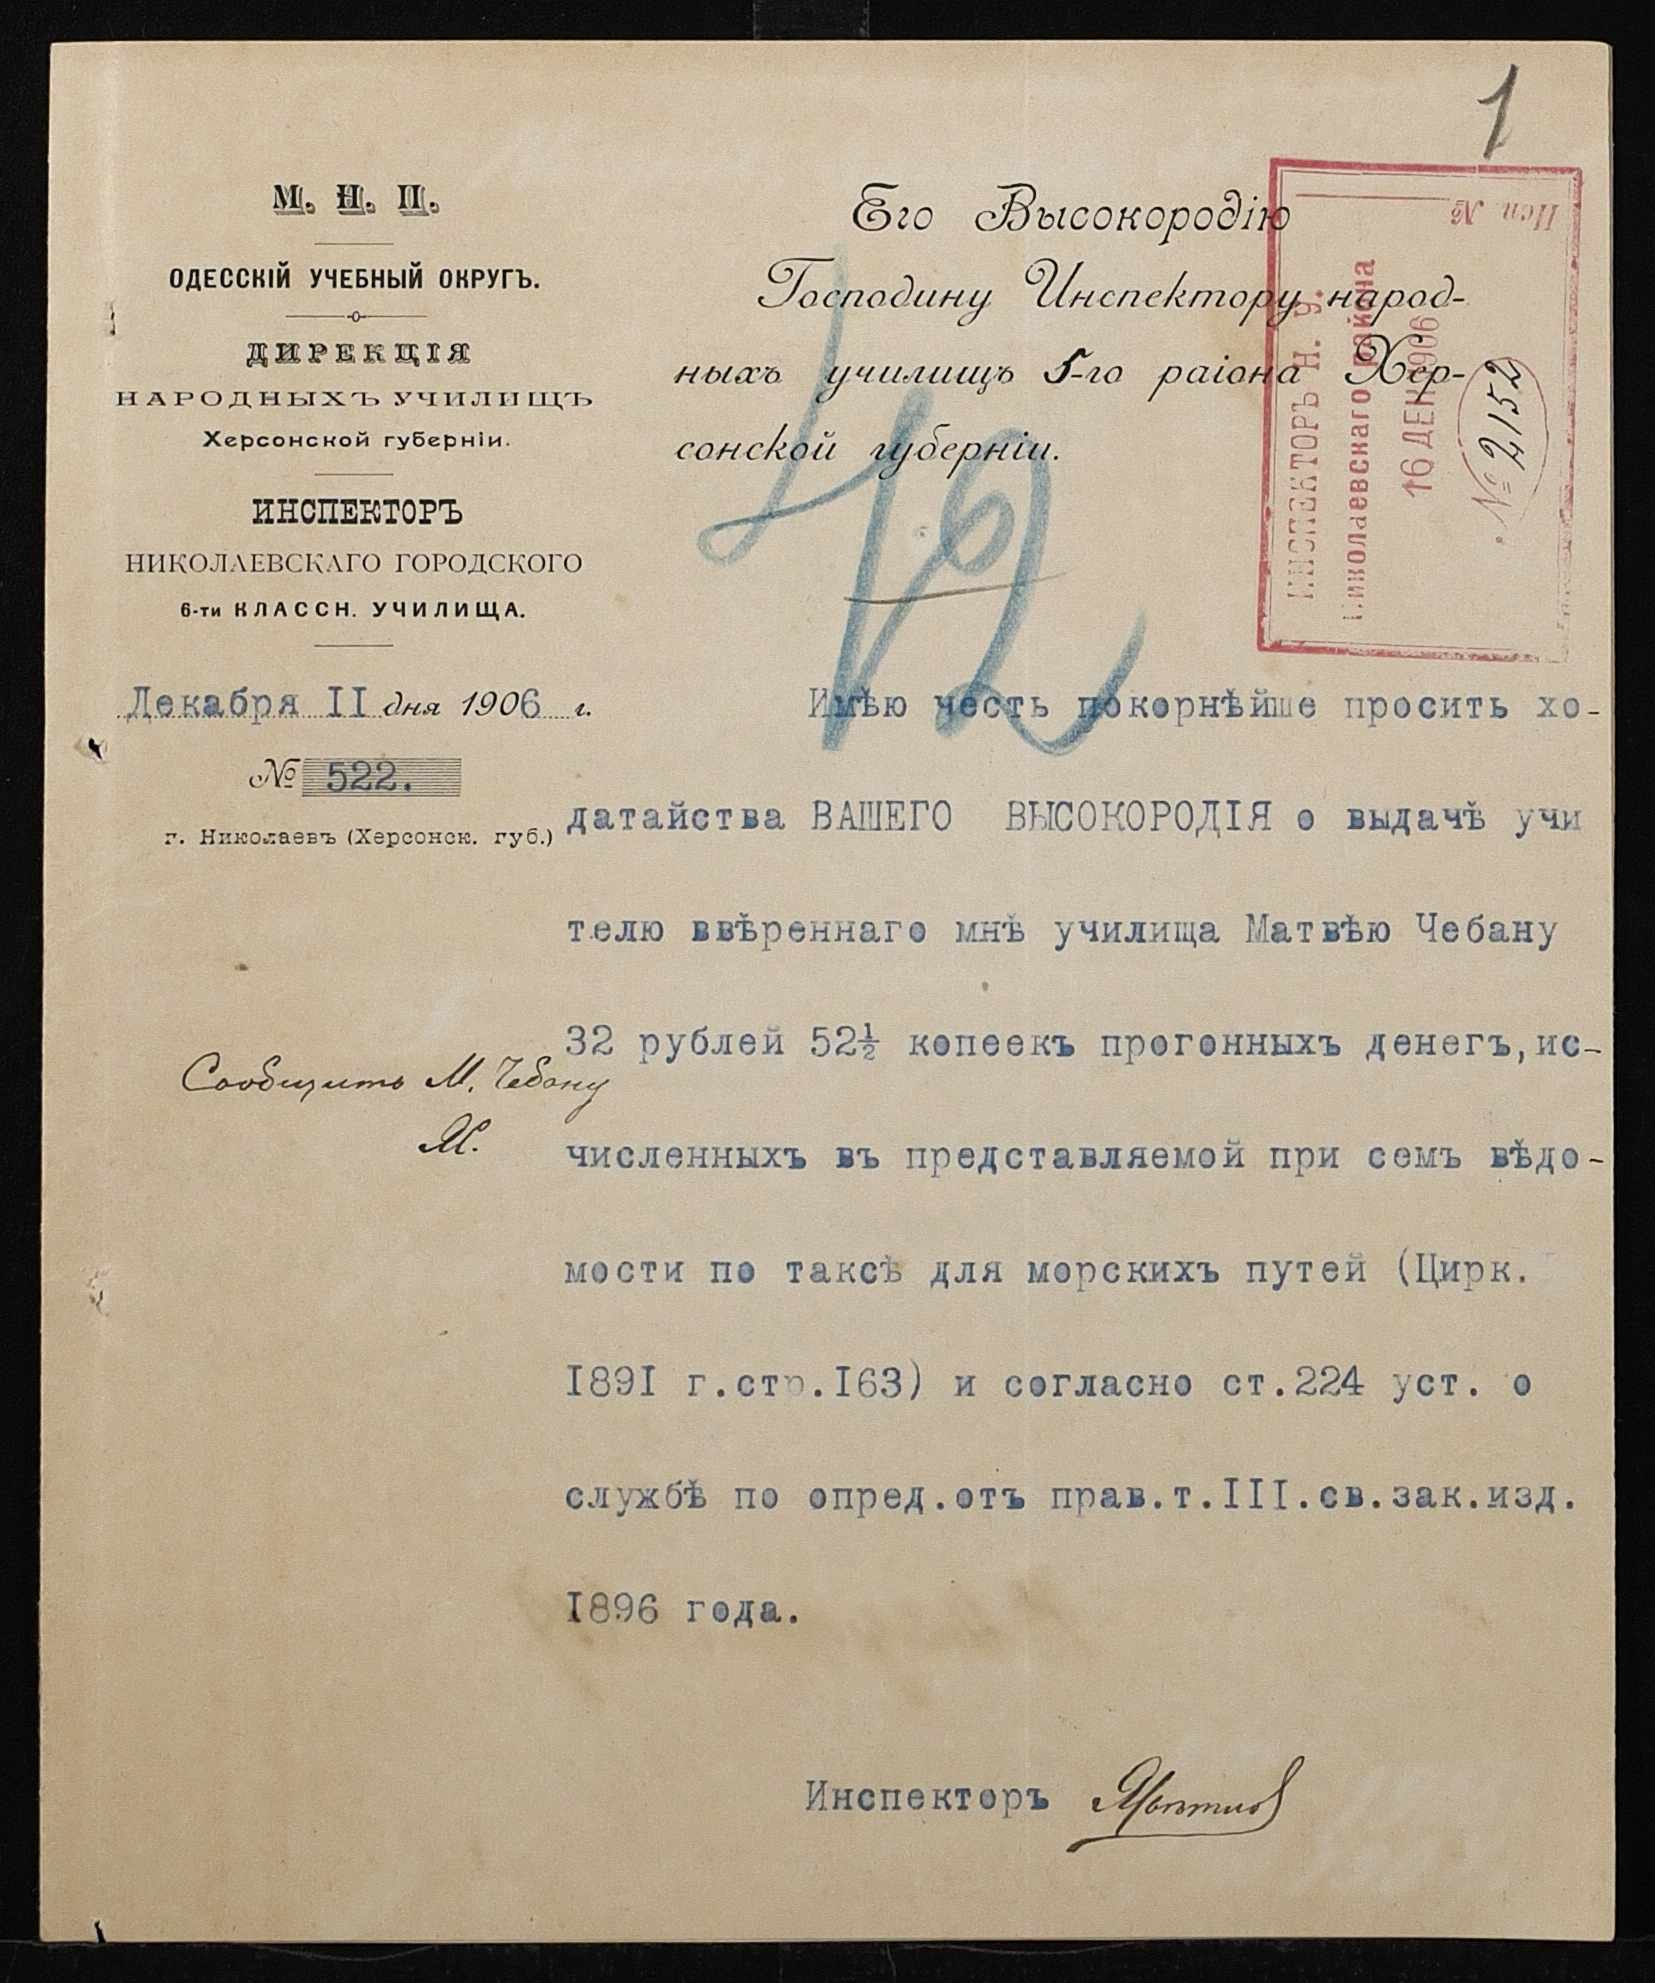 1
М. Н. П.
ОДЕССКІЙ УЧЕБНЫЙ ОКРУГЪ.
ДИРЕКЦІЯ
НАРОДНЫХЪ УЧИЛИЩЪ
Херсонской губерніи.
ИНСПЕКТОРЪ
НИКОЛАЕВСКАГО ГОРОДСКОГО
6-ти КЛАССН. УЧИЛИЩА.
Декабря II дня 1906 г.
№ 522.
г. Николаевъ (Херсонск. губ.)
Его Высокородію
Господину Инспектору народ-
ныхъ училищъ 5-го раіона Хер-
сонской губерніи.
Исп. №
ИНСПЕКТОРЪ Н. У.
Николаевскаго района
16 ДЕК 1906
№ 2152
Имѣю честь покорнѣйше просить хо-
датайства ВАШЕГО ВЫСОКОРОДІЯ о выдачѣ учи
телю ввѣреннаго мнѣ училища Матвѣю Чебану
32 рублей 52½ копеекъ прогонныхъ денегъ, ис-
численныхъ въ представляемой при семъ вѣдо-
мости по таксѣ для морскихъ путей (Цирк.
I89I г.стр.I63) и согласно ст.224 уст. о
службѣ по опред.отъ прав.т.III.св.зак.изд.
I896 года.
Сообщить М. Чебану
Инспекторъ